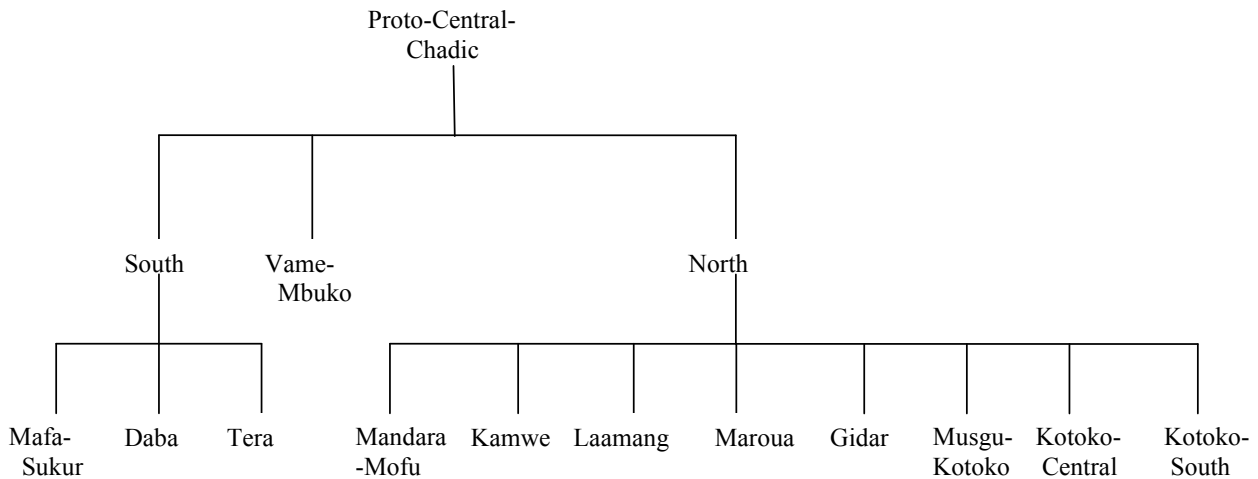 Proto-Central-
Chadic
South
Vame-
Mbuko
North
Mafa-
Sukur
Daba
Tera
Mandara
-Mofu
Kamwe
Laamang
Maroua
Gidar
Musgu-
Kotoko
Kotoko-
Central
Kotoko-
South